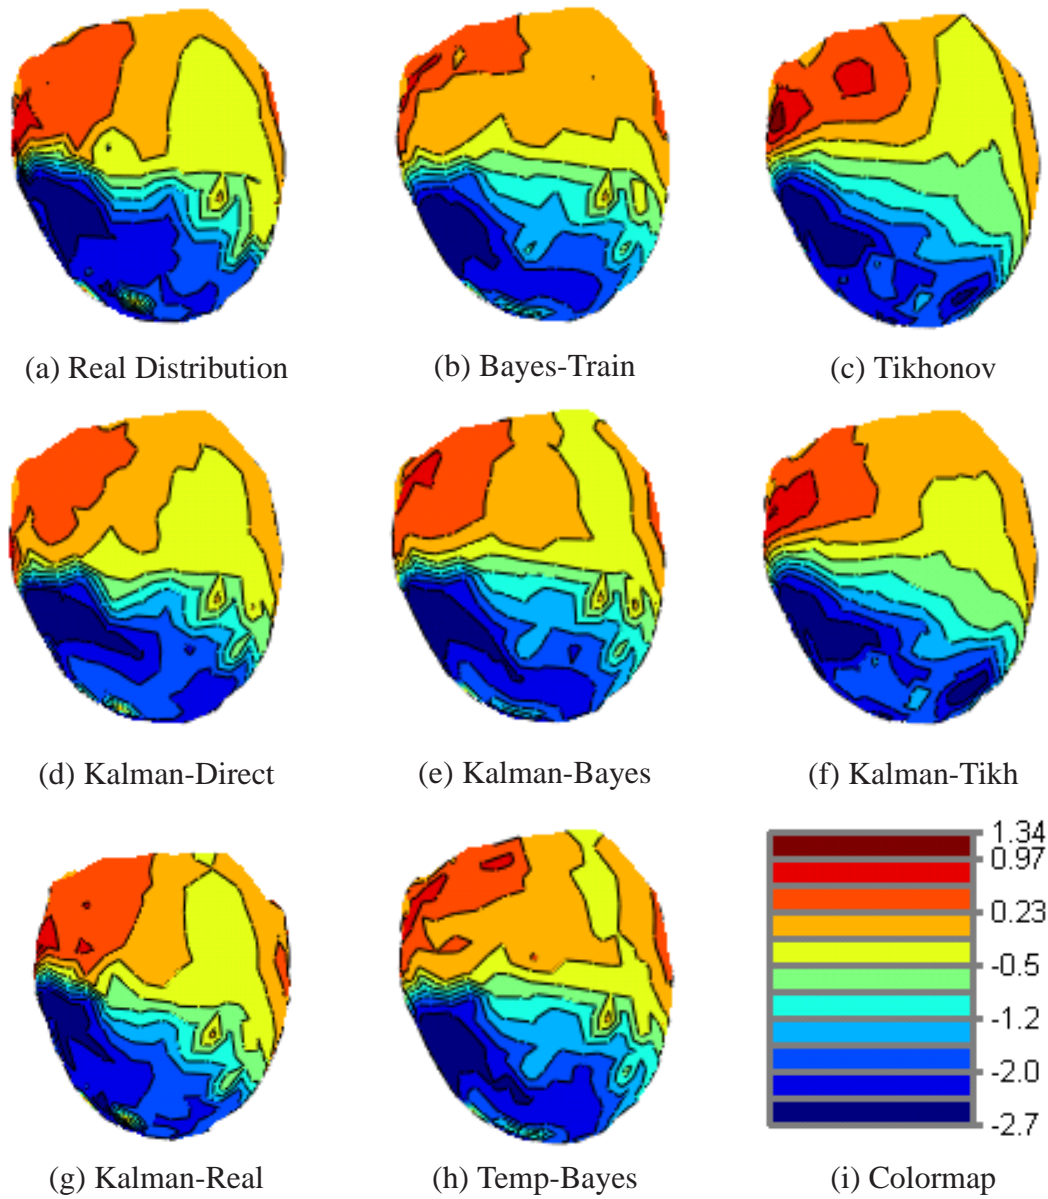 (a) Real Distribution
(b) Bayes-Train
(c) Tikhonov
(d) Kalman-Direct
(e) Kalman-Bayes
(f) Kalman-Tikh
1.34
0.97
0.23
-0.5
-1.2
-2.0
-2.7
(g) Kalman-Real
(h) Temp-Bayes
(i) Colormap